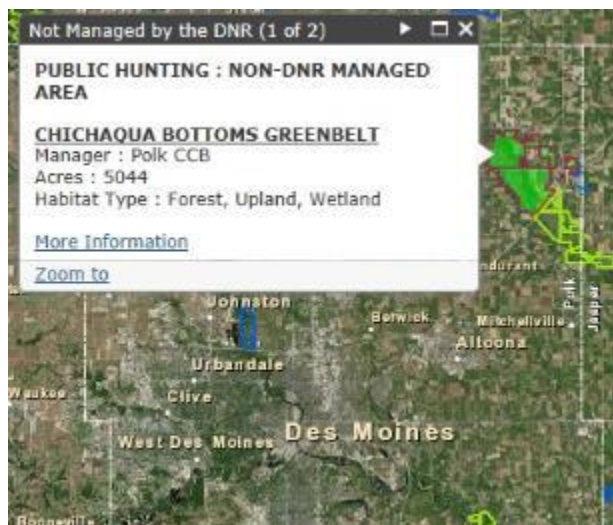 Not Managed by the DNR (1 of 2)
PUBLIC HUNTING : NON-DNR MANAGED
AREA
CHICHAQUA BOTTOMS GREENBELT
Manager : Polk CCB
Acres : 5044
Habitat Type : Forest, Upland, Wetland
More Information
Zoom to
ndurant
Polk
Jasper
Johnston
Berwick
Mitchellville
Altoona
Urbandale
Waukee
Clive
West Des Moines
Des Moines
Booneville